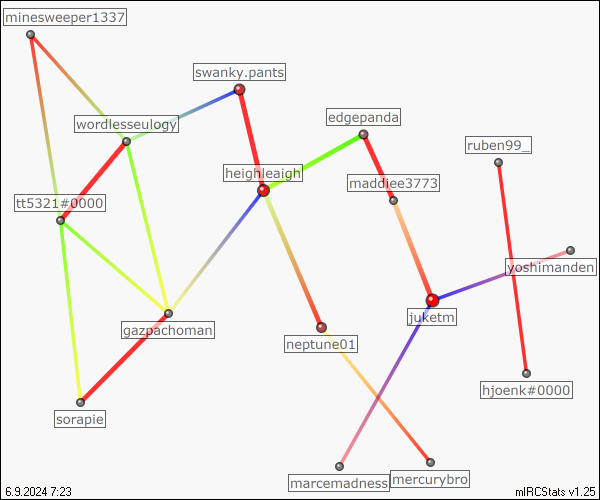 minesweeper1337
swanky.pants
wordlesseulogy
edgepanda
ruben99_
heighleaigh
maddiee3773
tt5321#0000
yoshimanden
juketm
gazpachoman
neptune01
hjoenk#0000
sorapie
marcemadness
mercurybro
6.9.2024 7:23
mIRCStats v1.25